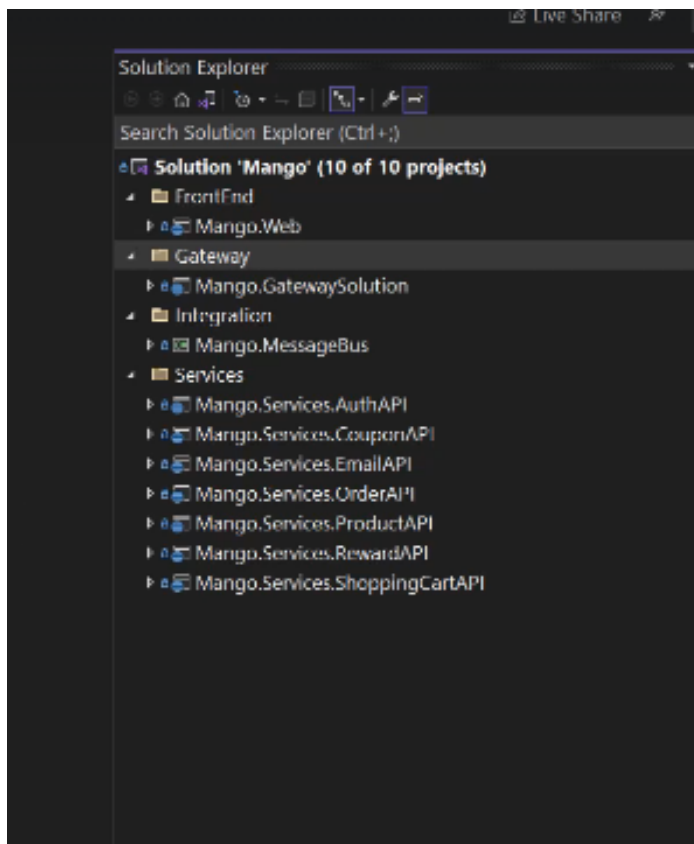 Live Share
Solution Explorer
Search Solution Explorer (Ctrl+;)
Solution 'Mango' (10 of 10 projects)
FrontEnd
Mango.Web
Gateway
Mango.GatewaySolution
Integration
Mango.MessageBus
Services
Mango.Services.AuthAPI
Mango.Services.CouponAPI
Mango.Services.EmailAPI
Mango.Services.OrderAPI
Mango.Services.ProductAPI
Mango.Services.RewardAPI
Mango.Services.ShoppingCartAPI